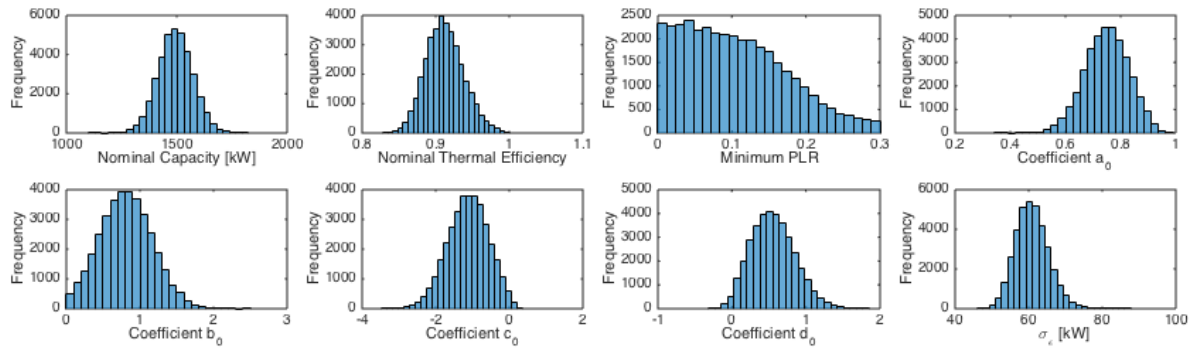 6000
4000
2000
0
Frequency
1000 1500 2000
Nominal Capacity [kW]
4000
3000
2000
1000
0
Frequency
0.8 0.9 1 1.1
Nominal Thermal Efficiency
2500
2000
1500
1000
500
0
Frequency
0 0.1 0.2 0.3
Minimum PLR
5000
4000
3000
2000
1000
0
Frequency
0.2 0.4 0.6 0.8 1
Coefficient a₀
4000
3000
2000
1000
0
Frequency
0 1 2 3
Coefficient b₀
4000
3000
2000
1000
0
Frequency
-4 -2 0 2
Coefficient c₀
5000
4000
3000
2000
1000
0
Frequency
-1 0 1 2
Coefficient d₀
6000
4000
2000
0
Frequency
40 60 80 100
σ_ϵ [kW]